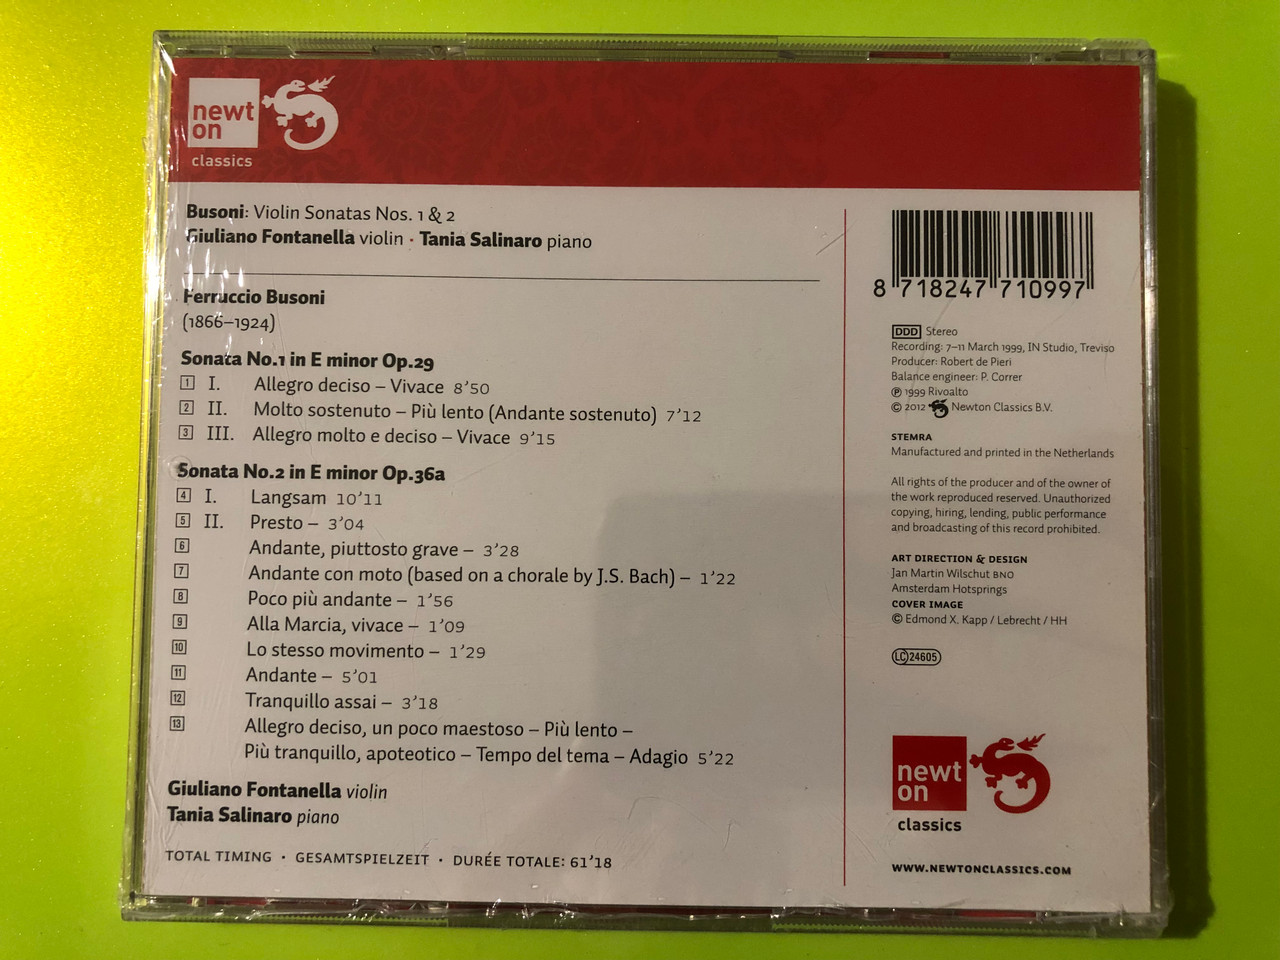 newt
on
classics
Busoni: Violin Sonatas Nos. 1 & 2
Giuliano Fontanella violin · Tania Salinaro piano
Ferruccio Busoni
(1866–1924)
Sonata No.1 in E minor Op.29
1 I. Allegro deciso – Vivace 8’50
2 II. Molto sostenuto – Più lento (Andante sostenuto) 7’12
3 III. Allegro molto e deciso – Vivace 9’15
Sonata No.2 in E minor Op.36a
4 I. Langsam 10’11
5 II. Presto – 3’04
6 Andante, piuttosto grave – 3’28
7 Andante con moto (based on a chorale by J.S. Bach) – 1’22
8 Poco più andante – 1’56
9 Alla Marcia, vivace – 1’09
10 Lo stesso movimento – 1’29
11 Andante – 5’01
12 Tranquillo assai – 3’18
13 Allegro deciso, un poco maestoso – Più lento –
Più tranquillo, apoteotico – Tempo del tema – Adagio 5’22
Giuliano Fontanella violin
Tania Salinaro piano
TOTAL TIMING · GESAMTSPIELZEIT · DURÉE TOTALE: 61’18
8 718247 710997
DDD Stereo
Recording: 7–11 March 1999, IN Studio, Treviso
Producer: Robert de Pieri
Balance engineer: P. Correr
℗ 1999 Rivoalto
© 2012 Newton Classics B.V.
STEMRA
Manufactured and printed in the Netherlands
All rights of the producer and of the owner of
the work reproduced reserved. Unauthorized
copying, hiring, lending, public performance
and broadcasting of this record prohibited.
ART DIRECTION & DESIGN
Jan Martin Wilschut BNO
Amsterdam Hotsprings
COVER IMAGE
© Edmond X. Kapp / Lebrecht / HH
LC 24605
newt
on
classics
WWW.NEWTONCLASSICS.COM